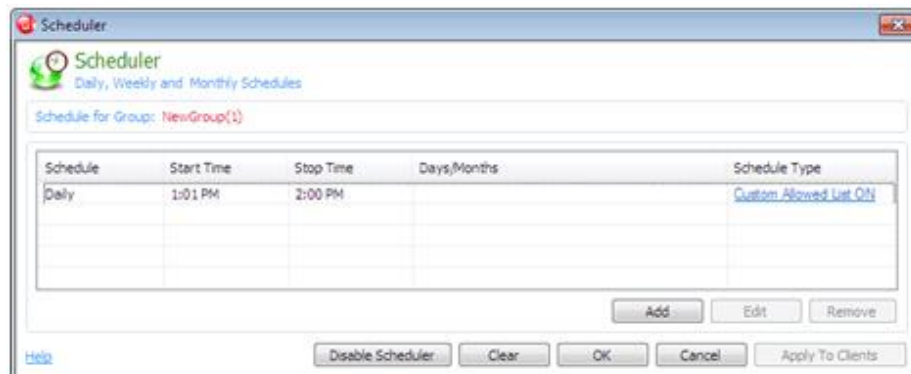 Scheduler
Scheduler
Daily, Weekly and Monthly Schedules
Schedule for Group: NewGroup(1)
Schedule Start Time Stop Time Days/Months Schedule Type
Daily 1:01 PM 2:00 PM Custom Allowed List ON
Add Edit Remove
Help Disable Scheduler Clear OK Cancel Apply To Clients